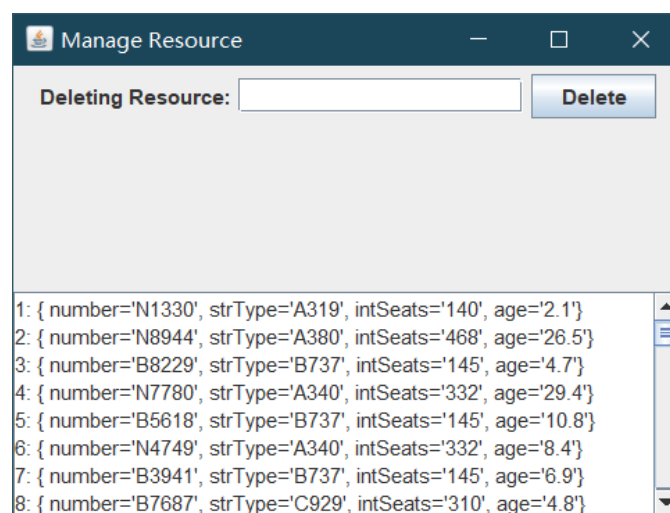 Manage Resource
Deleting Resource: Delete
1: { number='N1330', strType='A319', intSeats='140', age='2.1'}
2: { number='N8944', strType='A380', intSeats='468', age='26.5'}
3: { number='B8229', strType='B737', intSeats='145', age='4.7'}
4: { number='N7780', strType='A340', intSeats='332', age='29.4'}
5: { number='B5618', strType='B737', intSeats='145', age='10.8'}
6: { number='N4749', strType='A340', intSeats='332', age='8.4'}
7: { number='B3941', strType='B737', intSeats='145', age='6.9'}
8: { number='B7687', strType='C929', intSeats='310', age='4.8'}